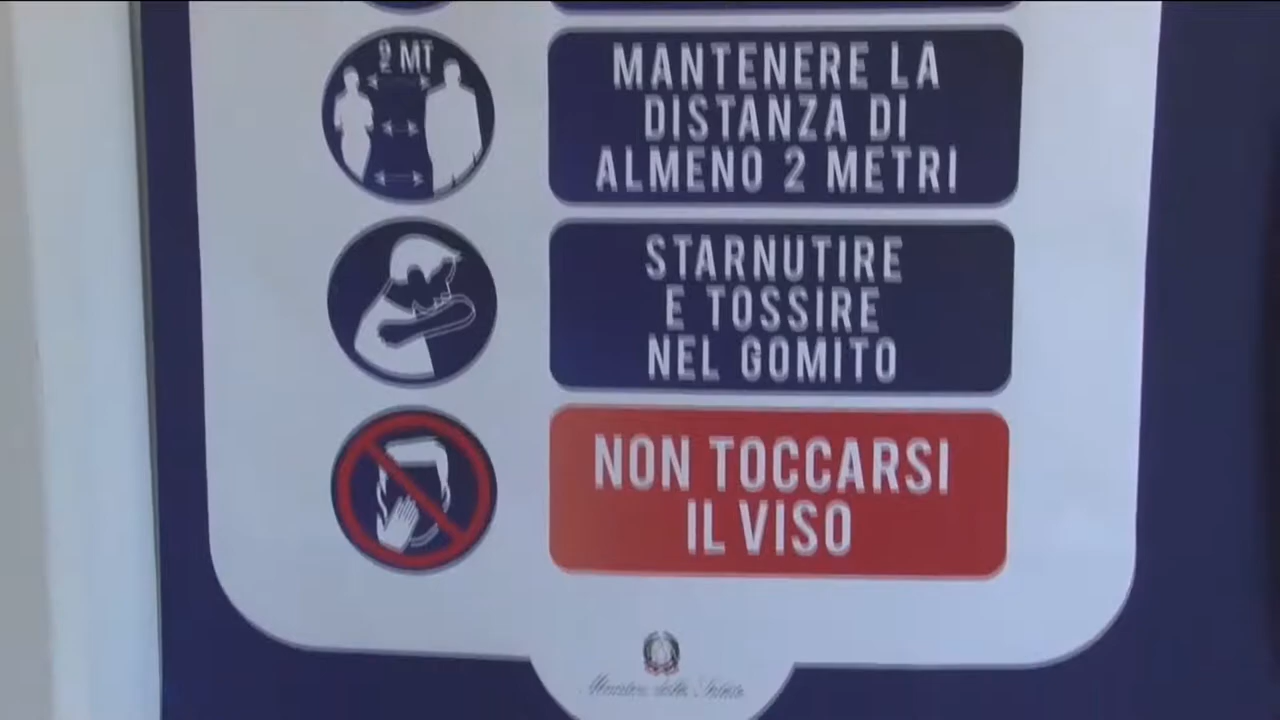 2 MT
MANTENERE LA
DISTANZA DI
ALMENO 2 METRI
STARNUTIRE
E TOSSIRE
NEL GOMITO
NON TOCCARSI
IL VISO
Ministero della Salute